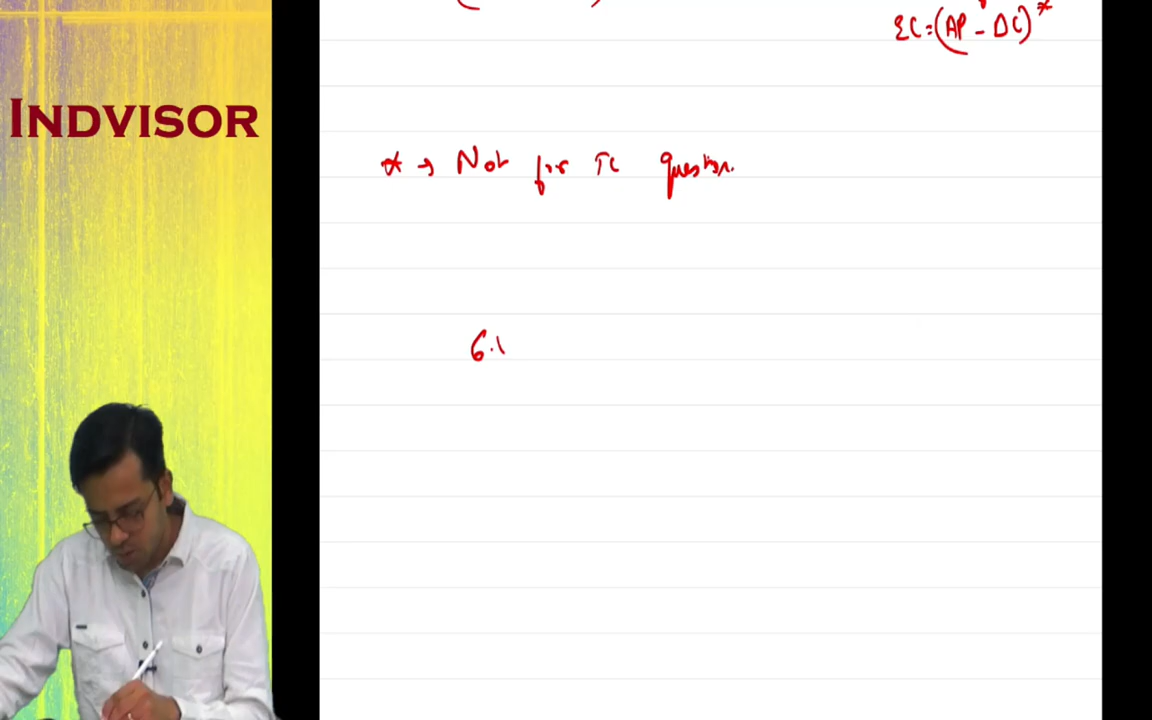 EC=(AP - DC)*
INDVISOR
* → Not for TC question.
6.1